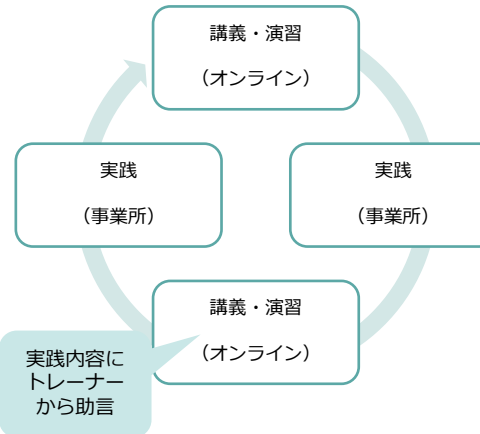 講義・演習
（オンライン）
実践
（事業所）
実践
（事業所）
講義・演習
（オンライン）
実践内容に
トレーナー
から助言